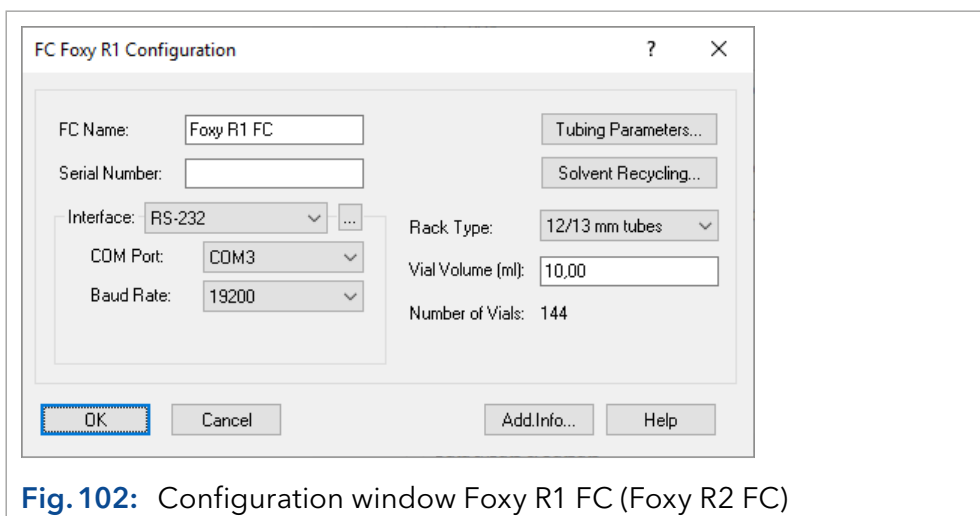 FC Foxy R1 Configuration ? ×
FC Name: Foxy R1 FC
Tubing Parameters...
Serial Number:
Solvent Recycling...
Interface: RS-232 ...
COM Port: COM3
Baud Rate: 19200
Rack Type: 12/13 mm tubes
Vial Volume (ml): 10,00
Number of Vials: 144
OK Cancel Add.Info... Help
Fig. 102: Configuration window Foxy R1 FC (Foxy R2 FC)